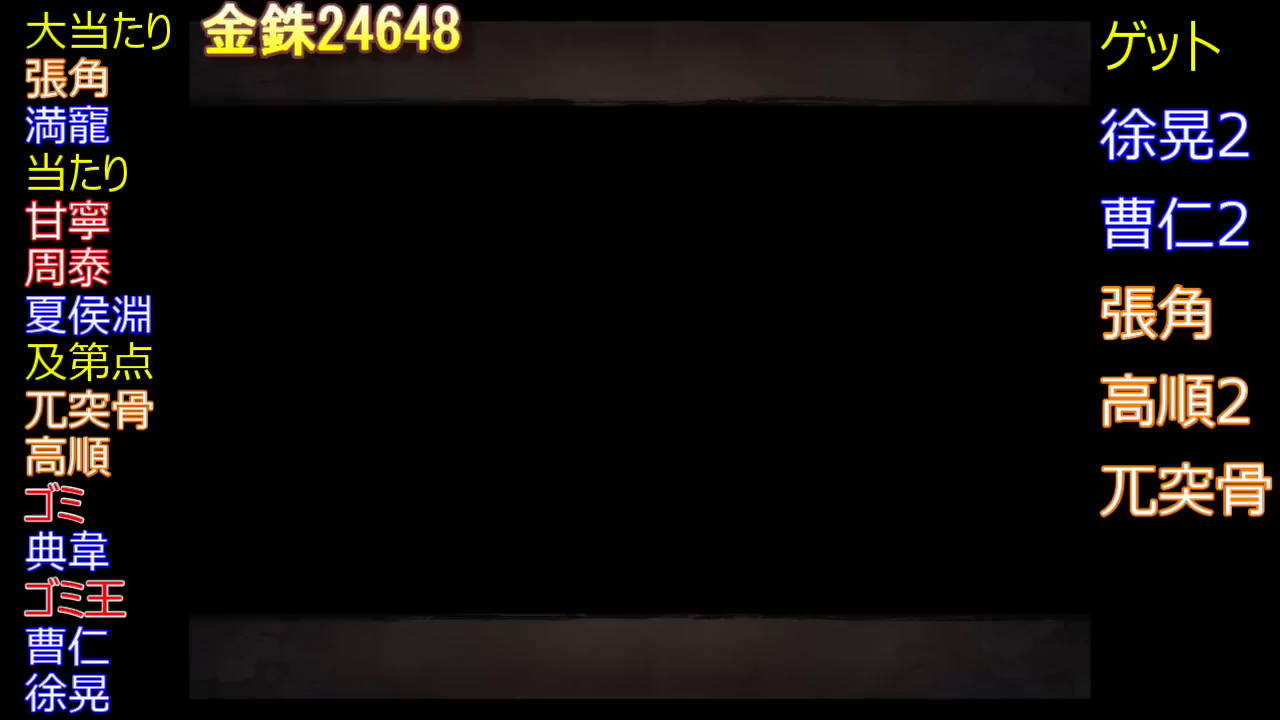 大当たり
張角
満寵
当たり
甘寧
周泰
夏侯淵
及第点
兀突骨
高順
ゴミ
典韋
ゴミ王
曹仁
徐晃
金銖24648
ゲット
徐晃2
曹仁2
張角
高順2
兀突骨